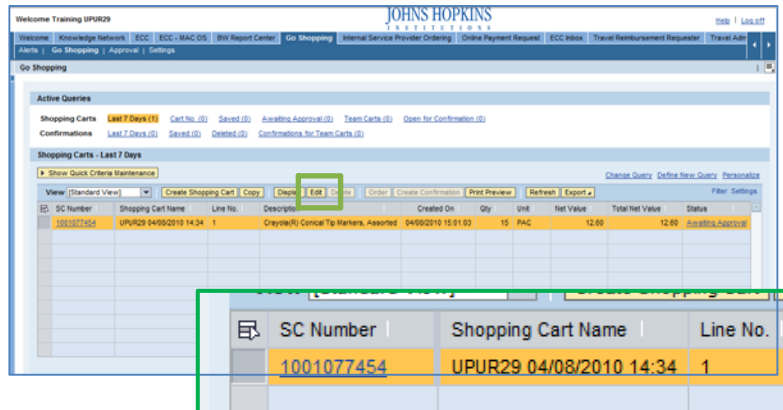 Welcome Training UPUR29
JOHNS HOPKINS
INSTITUTIONS
Help | Log off
Welcome Knowledge Network ECC ECC - MAC OS BW Report Center Go Shopping Internal Service Provider Ordering Online Payment Request ECC Inbox Travel Reimbursement Requester Travel Adm
Alerts | Go Shopping | Approval | Settings
Go Shopping
Active Queries
Shopping Carts Last 7 Days (1) Cart No. (0) Saved (0) Awaiting Approval (0) Team Carts (0) Open for Confirmation (0)
Confirmations Last 7 Days (0) Saved (0) Deleted (0) Confirmations for Team Carts (0)
Shopping Carts - Last 7 Days
Show Quick Criteria Maintenance
Change Query Define New Query Personalize
View [Standard View] Create Shopping Cart Copy Display Edit Delete Order Create Confirmation Print Preview Refresh Export Filter Settings
SC Number Shopping Cart Name Line No. Description Created On Qty Unit Net Value Total Net Value Status
1001077454 UPUR29 04/08/2010 14:34 1 Crayola(R) Conical Tip Markers, Assorted 04/08/2010 15:01:03 15 PAC 12.60 12.60 Awaiting Approval
SC Number Shopping Cart Name Line No.
1001077454 UPUR29 04/08/2010 14:34 1